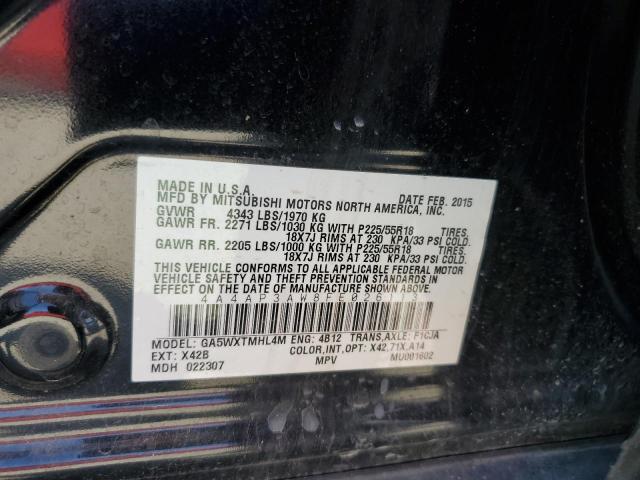 MADE IN U.S.A. DATE FEB. 2015
MFD BY MITSUBISHI MOTORS NORTH AMERICA, INC.
GVWR 4343 LBS/1970 KG
GAWR FR. 2271 LBS/1030 KG WITH P225/55R18 TIRES.
18X7J RIMS AT 230 KPA/33 PSI COLD.
GAWR RR. 2205 LBS/1000 KG WITH P225/55R18 TIRES.
18X7J RIMS AT 230 KPA/33 PSI COLD.
THIS VEHICLE CONFORMS TO ALL APPLICABLE FEDERAL MOTOR
VEHICLE SAFETY AND THEFT PREVENTION STANDARDS IN
EFFECT ON THE DATE OF MANUFACTURE SHOWN ABOVE.
MODEL: GA5WXTMHL4M ENG: 4B12 TRANS,AXLE: F1CJA
EXT: X42B COLOR,INT,OPT: X42,71X,A14
MDH 022307 MPV MU001602